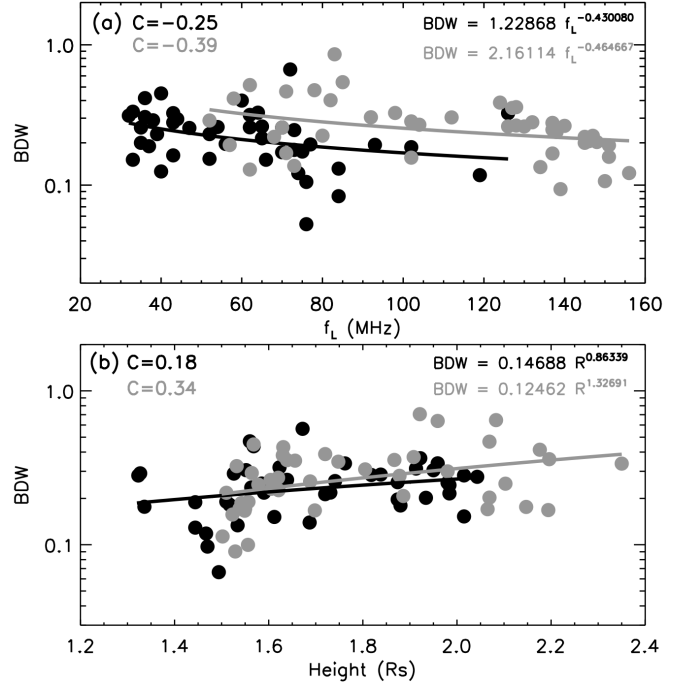 (a) C=−0.25 BDW = 1.22868 f_L^−0.430080
C=−0.39 BDW = 2.16114 f_L^−0.464667
1.0
BDW
0.1
20 40 60 80 100 120 140 160
f_L (MHz)
(b) C=0.18 BDW = 0.14688 R^0.86339
C=0.34 BDW = 0.12462 R^1.32691
1.0
BDW
0.1
1.2 1.4 1.6 1.8 2.0 2.2 2.4
Height (Rs)